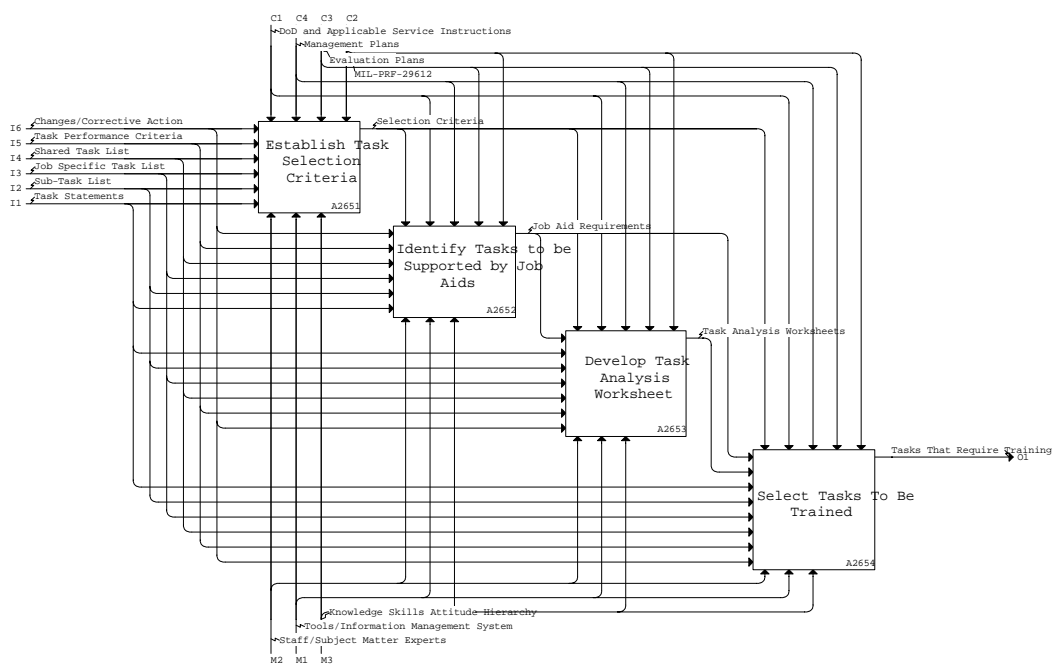 C1 C4 C3 C2
DoD and Applicable Service Instructions
Management Plans
Evaluation Plans
MIL-PRF-29612
I6 Changes/Corrective Action
Selection Criteria
I5 Task Performance Criteria
I4 Shared Task List
I3 Job Specific Task List
I2 Sub-Task List
I1 Task Statements
Establish Task
Selection
Criteria
A2651
Job Aid Requirements
Identify Tasks to be
Supported by Job
Aids
A2652
Task Analysis Worksheets
Develop Task
Analysis
Worksheet
A2653
Tasks That Require Training
O1
Select Tasks To Be
Trained
A2654
Knowledge Skills Attitude Hierarchy
Tools/Information Management System
Staff/Subject Matter Experts
M2 M1 M3